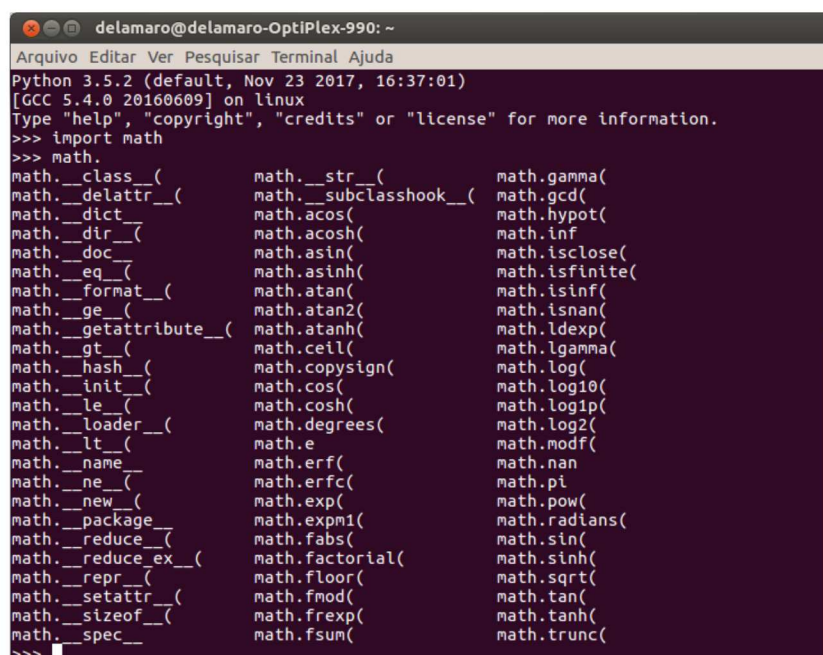 delamaro@delamaro-OptiPlex-990: ~
Arquivo Editar Ver Pesquisar Terminal Ajuda
Python 3.5.2 (default, Nov 23 2017, 16:37:01)
[GCC 5.4.0 20160609] on linux
Type "help", "copyright", "credits" or "license" for more information.
>>> import math
>>> math.
math.__class__( math.__str__( math.gamma(
math.__delattr__( math.__subclasshook__( math.gcd(
math.__dict__ math.acos( math.hypot(
math.__dir__( math.acosh( math.inf
math.__doc__ math.asin( math.isclose(
math.__eq__( math.asinh( math.isfinite(
math.__format__( math.atan( math.isinf(
math.__ge__( math.atan2( math.isnan(
math.__getattribute__( math.atanh( math.ldexp(
math.__gt__( math.ceil( math.lgamma(
math.__hash__( math.copysign( math.log(
math.__init__( math.cos( math.log10(
math.__le__( math.cosh( math.log1p(
math.__loader__( math.degrees( math.log2(
math.__lt__( math.e math.modf(
math.__name__ math.erf( math.nan
math.__ne__( math.erfc( math.pi
math.__new__( math.exp( math.pow(
math.__package__ math.expm1( math.radians(
math.__reduce__( math.fabs( math.sin(
math.__reduce_ex__( math.factorial( math.sinh(
math.__repr__( math.floor( math.sqrt(
math.__setattr__( math.fmod( math.tan(
math.__sizeof__( math.frexp( math.tanh(
math.__spec__ math.fsum( math.trunc(
>>>